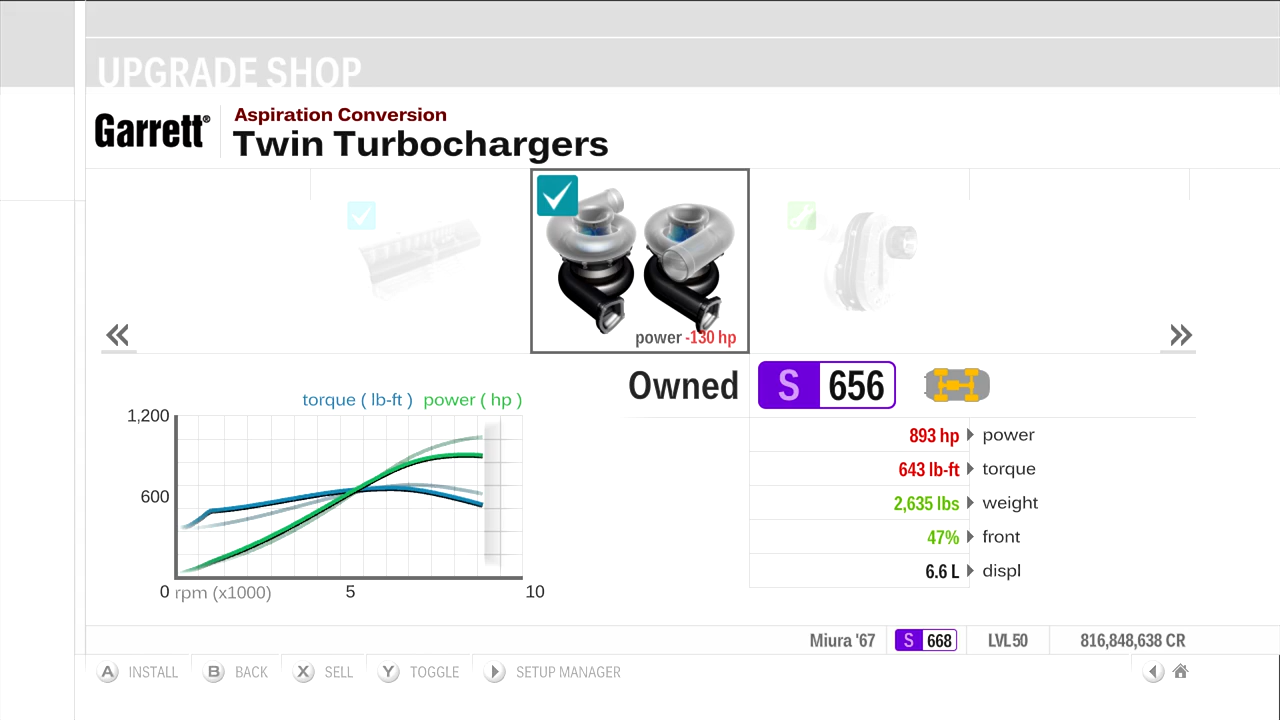 UPGRADE SHOP
Garrett®
Aspiration Conversion
Twin Turbochargers
power -130 hp
Owned
S 656
torque ( lb-ft ) power ( hp )
1,200
600
0 rpm (x1000) 5 10
893 hp power
643 lb-ft torque
2,635 lbs weight
47% front
6.6 L displ
Miura '67 S 668 LVL50 816,848,638 CR
A INSTALL B BACK X SELL Y TOGGLE SETUP MANAGER